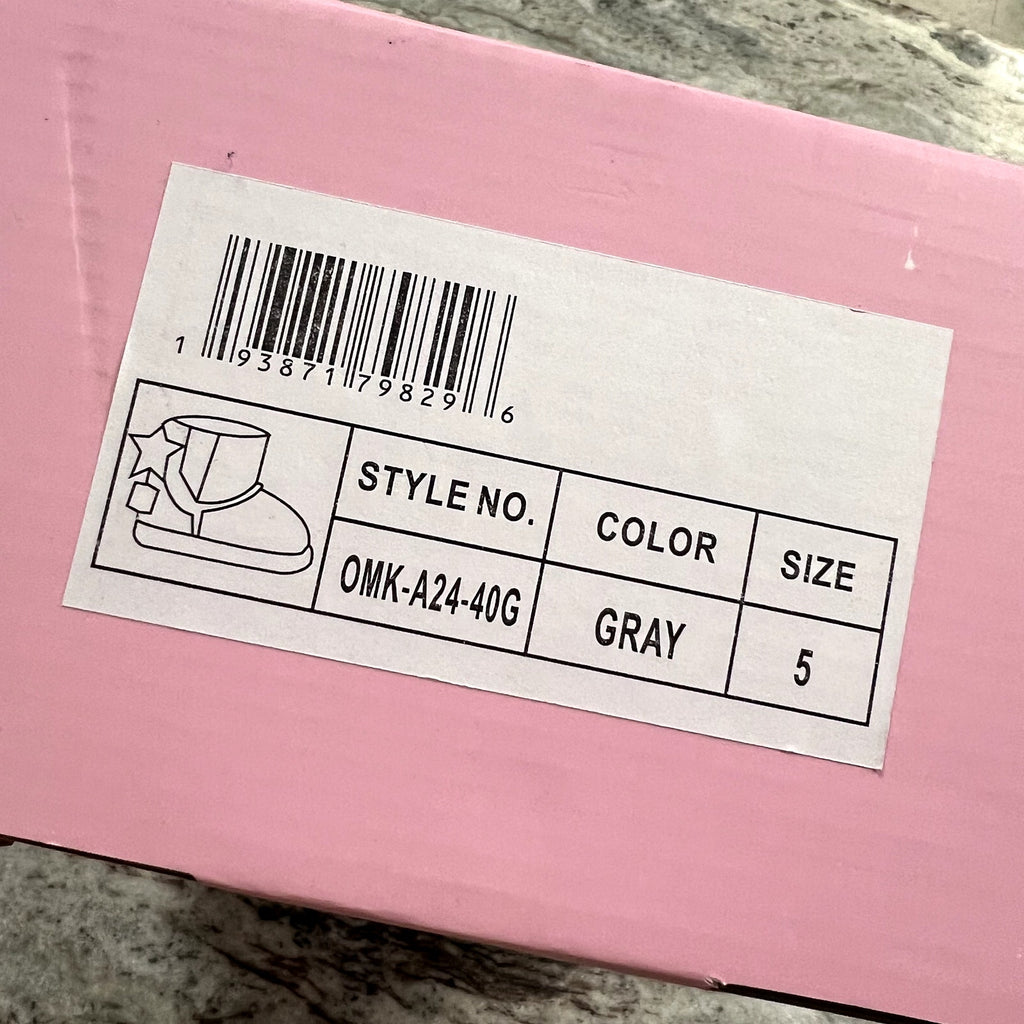 1 93871 79829 6
STYLE NO. COLOR SIZE
OMK-A24-40G GRAY 5